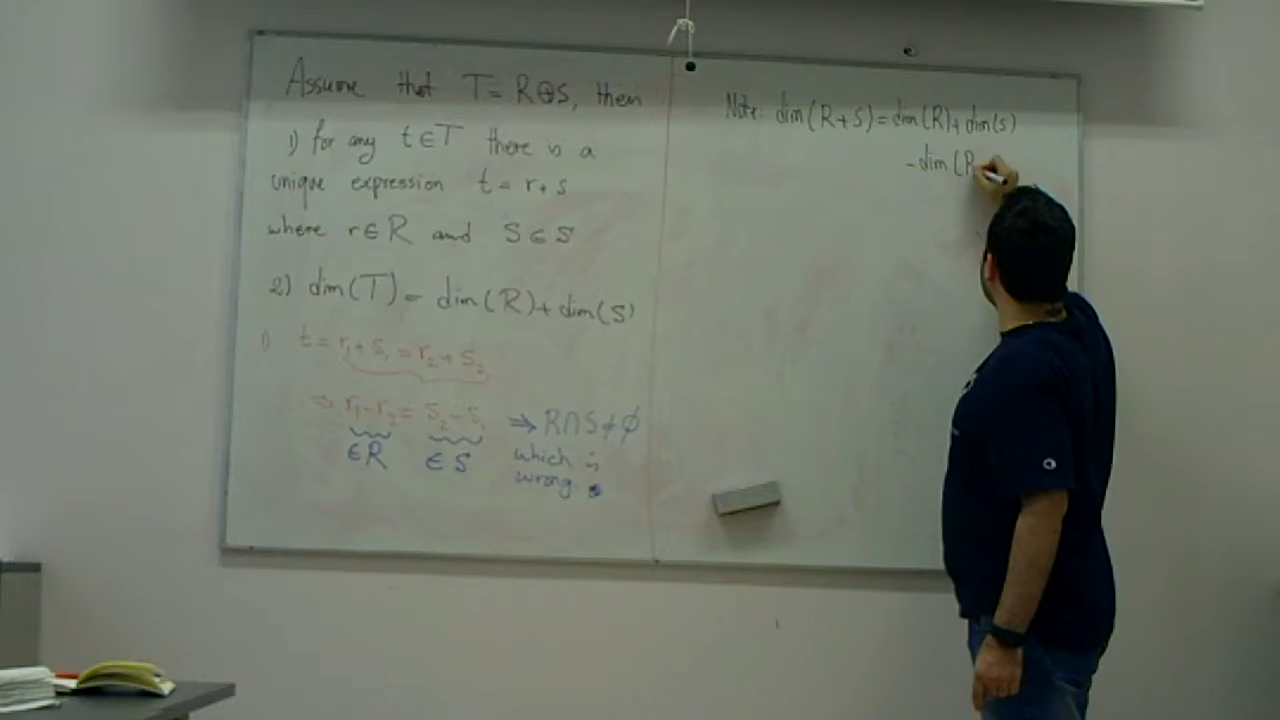 Assume that T = R⊕S, then
1) for any t∈T there is a
unique expression t = r+s
where r∈R and S∈S
2) dim(T) = dim(R)+dim(S)
1) t = r₁+s₁ = r₂+s₂
⇒ r₁-r₂ = s₂-s₁ ⇒ R∩S≠∅
∈R ∈S which is
wrong.
Note: dim(R+S)=dim(R)+dim(S)
-dim(R